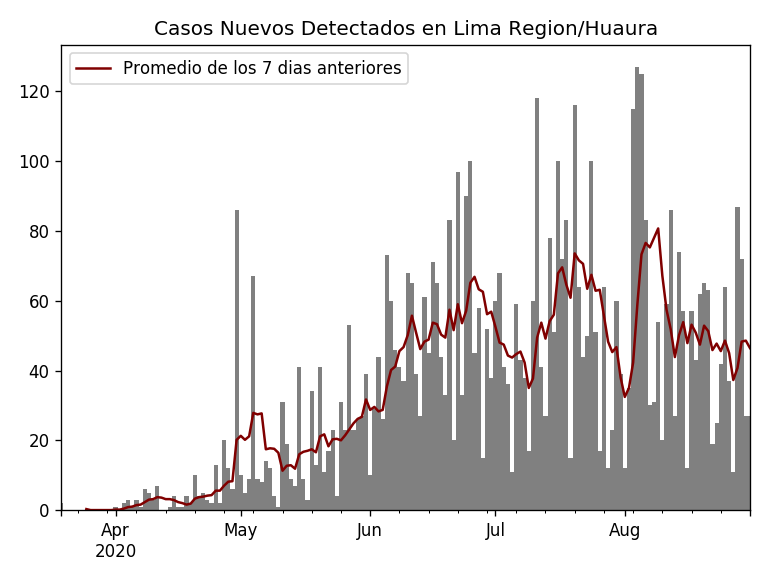 Casos Nuevos Detectados en Lima Region/Huaura
Promedio de los 7 dias anteriores
120
100
80
60
40
20
0
Apr
May
Jun
Jul
Aug
2020